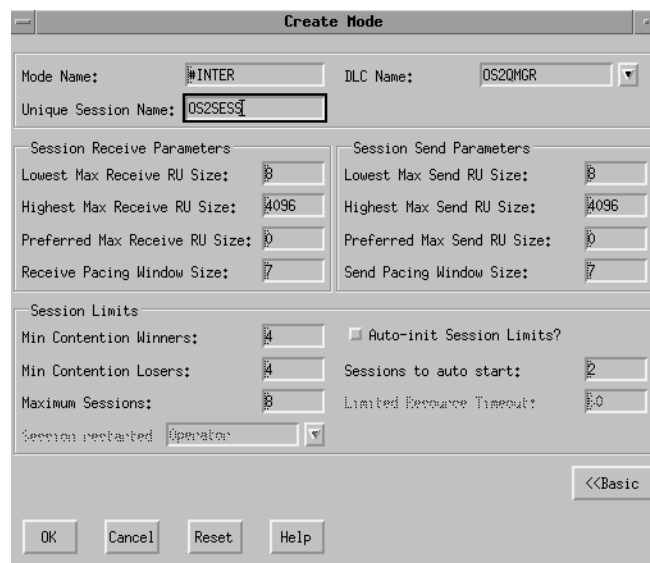 Create Mode
Mode Name: #INTER DLC Name: OS2QMGR
Unique Session Name: OS2SESS
Session Receive Parameters Session Send Parameters
Lowest Max Receive RU Size: 8 Lowest Max Send RU Size: 8
Highest Max Receive RU Size: 4096 Highest Max Send RU Size: 4096
Preferred Max Receive RU Size: 0 Preferred Max Send RU Size: 0
Receive Pacing Window Size: 7 Send Pacing Window Size: 7
Session Limits
Min Contention Winners: 4 Auto-init Session Limits?
Min Contention Losers: 4 Sessions to auto start: 2
Maximum Sessions: 8 Limited Resource Timeout:
Session restarted Operator
<<Basic
OK Cancel Reset Help